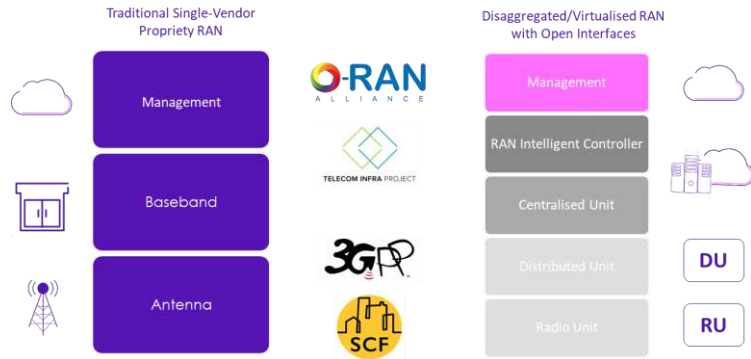 Traditional Single-Vendor
Propriety RAN
Management
Baseband
Antenna
O-RAN
ALLIANCE
TELECOM INFRA PROJECT
3GPP
SCF
Disaggregated/Virtualised RAN
with Open Interfaces
Management
RAN Intelligent Controller
Centralised Unit
Distributed Unit
Radio Unit
DU
RU